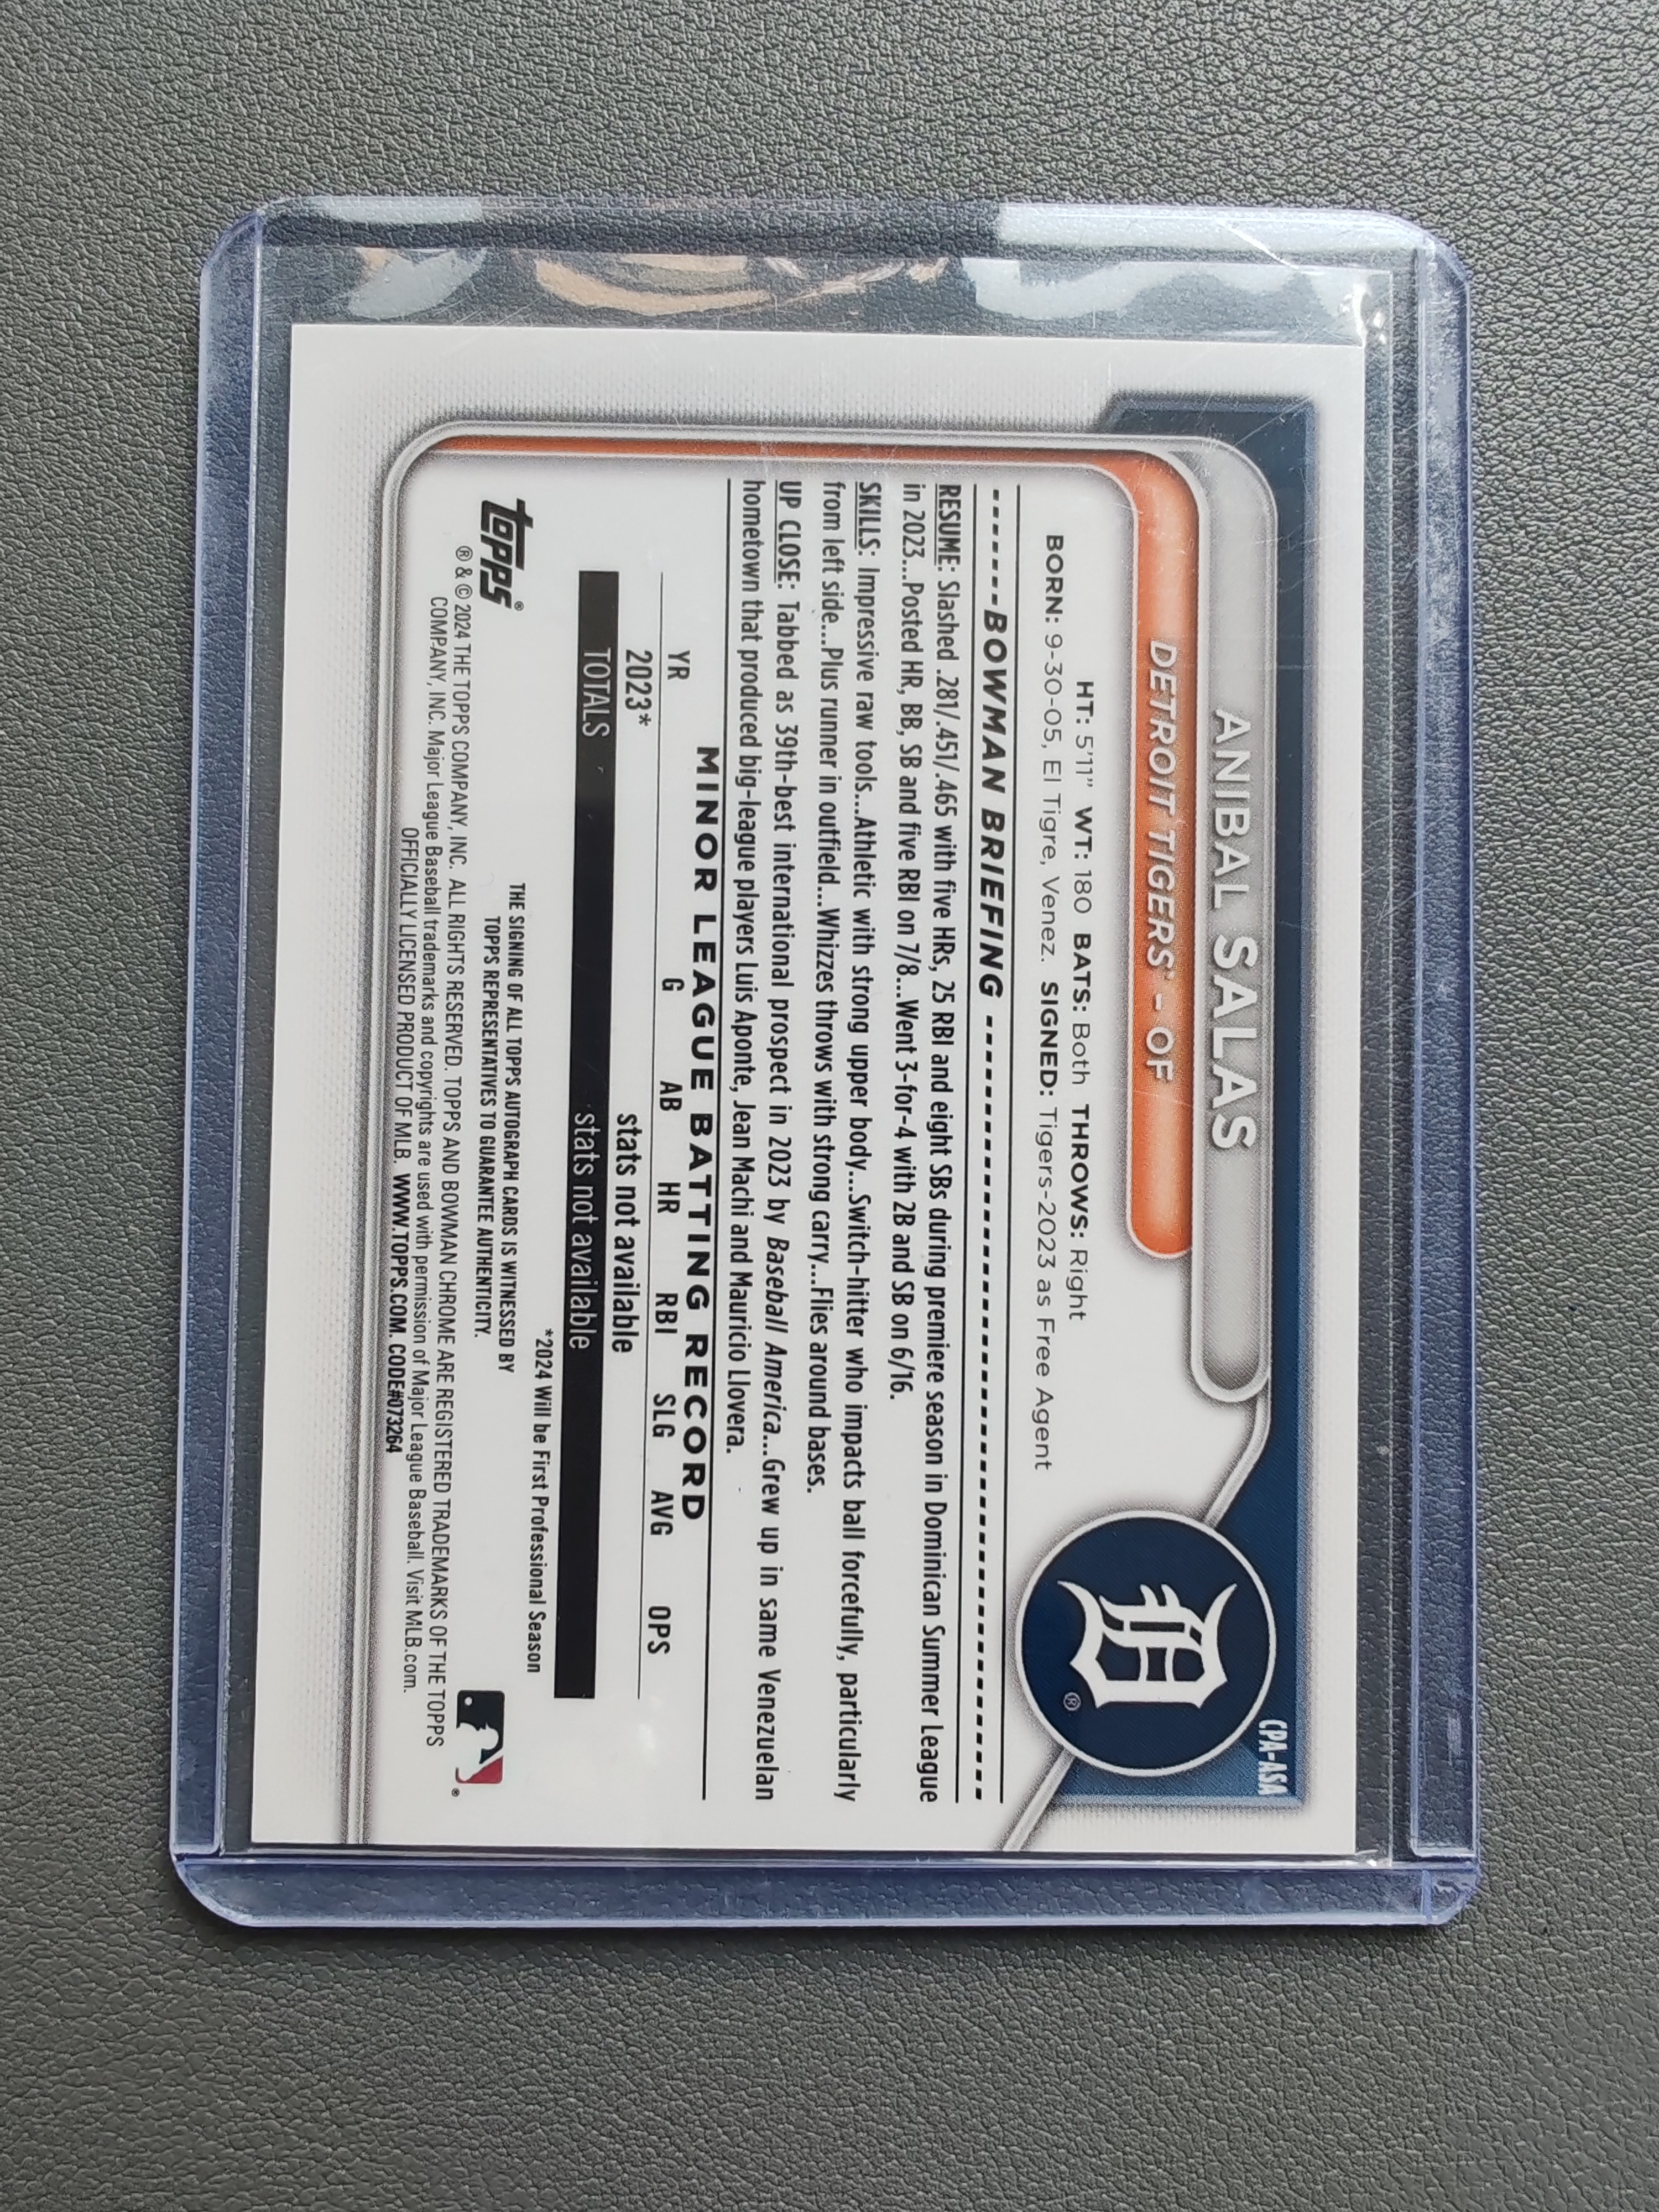 CPA-ASA
ANIBAL SALAS
DETROIT TIGERS™ - OF
D®
HT: 5'11" WT: 180 BATS: Both THROWS: Right
BORN: 9-30-05, El Tigre, Venez. SIGNED: Tigers-2023 as Free Agent
BOWMAN BRIEFING
RESUME: Slashed .281/.451/.465 with five HRs, 25 RBI and eight SBs during premiere season in Dominican Summer League
in 2023...Posted HR, BB, SB and five RBI on 7/8...Went 3-for-4 with 2B and SB on 6/16.
SKILLS: Impressive raw tools...Athletic with strong upper body...Switch-hitter who impacts ball forcefully, particularly
from left side...Plus runner in outfield...Whizzes throws with strong carry...Flies around bases.
UP CLOSE: Tabbed as 39th-best international prospect in 2023 by Baseball America...Grew up in same Venezuelan
hometown that produced big-league players Luis Aponte, Jean Machi and Mauricio Llovera.
MINOR LEAGUE BATTING RECORD
YR G AB HR RBI SLG AVG OPS
2023* stats not available
TOTALS stats not available
*2024 Will be First Professional Season
topps®
THE SIGNING OF ALL TOPPS AUTOGRAPH CARDS IS WITNESSED BY
TOPPS REPRESENTATIVES TO GUARANTEE AUTHENTICITY.
® & © 2024 THE TOPPS COMPANY, INC. ALL RIGHTS RESERVED. TOPPS AND BOWMAN CHROME ARE REGISTERED TRADEMARKS OF THE TOPPS
COMPANY, INC. Major League Baseball trademarks and copyrights are used with permission of Major League Baseball. Visit MLB.com.
OFFICIALLY LICENSED PRODUCT OF MLB. WWW.TOPPS.COM. CODE#073264
®